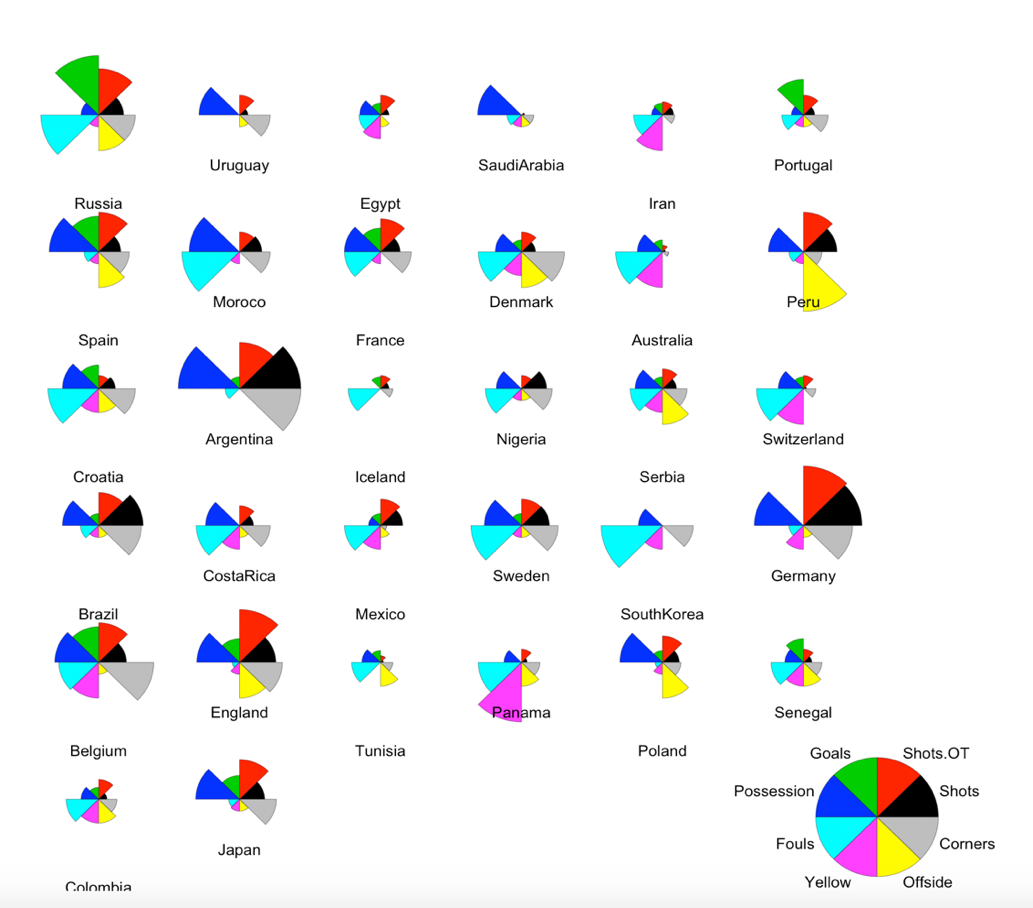 Uruguay
SaudiArabia
Portugal
Russia
Egypt
Iran
Moroco
Denmark
Peru
Spain
France
Australia
Argentina
Nigeria
Switzerland
Croatia
Iceland
Serbia
CostaRica
Sweden
Germany
Brazil
Mexico
SouthKorea
England
Panama
Senegal
Belgium
Tunisia
Poland
Goals
Shots.OT
Possession
Shots
Fouls
Corners
Yellow
Offside
Japan
Colombia